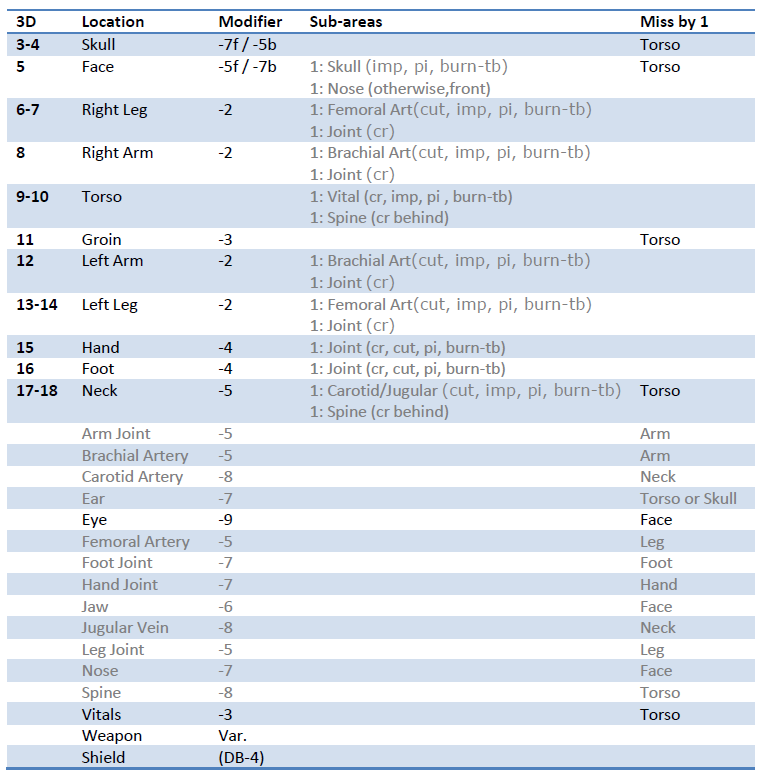 3D Location Modifier Sub-areas Miss by 1
3-4 Skull -7f / -5b Torso
5 Face -5f / -7b 1: Skull (imp, pi, burn-tb) Torso
1: Nose (otherwise,front)
6-7 Right Leg -2 1: Femoral Art(cut, imp, pi, burn-tb)
1: Joint (cr)
8 Right Arm -2 1: Brachial Art(cut, imp, pi, burn-tb)
1: Joint (cr)
9-10 Torso 1: Vital (cr, imp, pi , burn-tb)
1: Spine (cr behind)
11 Groin -3 Torso
12 Left Arm -2 1: Brachial Art(cut, imp, pi, burn-tb)
1: Joint (cr)
13-14 Left Leg -2 1: Femoral Art(cut, imp, pi, burn-tb)
1: Joint (cr)
15 Hand -4 1: Joint (cr, cut, pi, burn-tb)
16 Foot -4 1: Joint (cr, cut, pi, burn-tb)
17-18 Neck -5 1: Carotid/Jugular (cut, imp, pi, burn-tb) Torso
1: Spine (cr behind)
Arm Joint -5 Arm
Brachial Artery -5 Arm
Carotid Artery -8 Neck
Ear -7 Torso or Skull
Eye -9 Face
Femoral Artery -5 Leg
Foot Joint -7 Foot
Hand Joint -7 Hand
Jaw -6 Face
Jugular Vein -8 Neck
Leg Joint -5 Leg
Nose -7 Face
Spine -8 Torso
Vitals -3 Torso
Weapon Var.
Shield (DB-4)